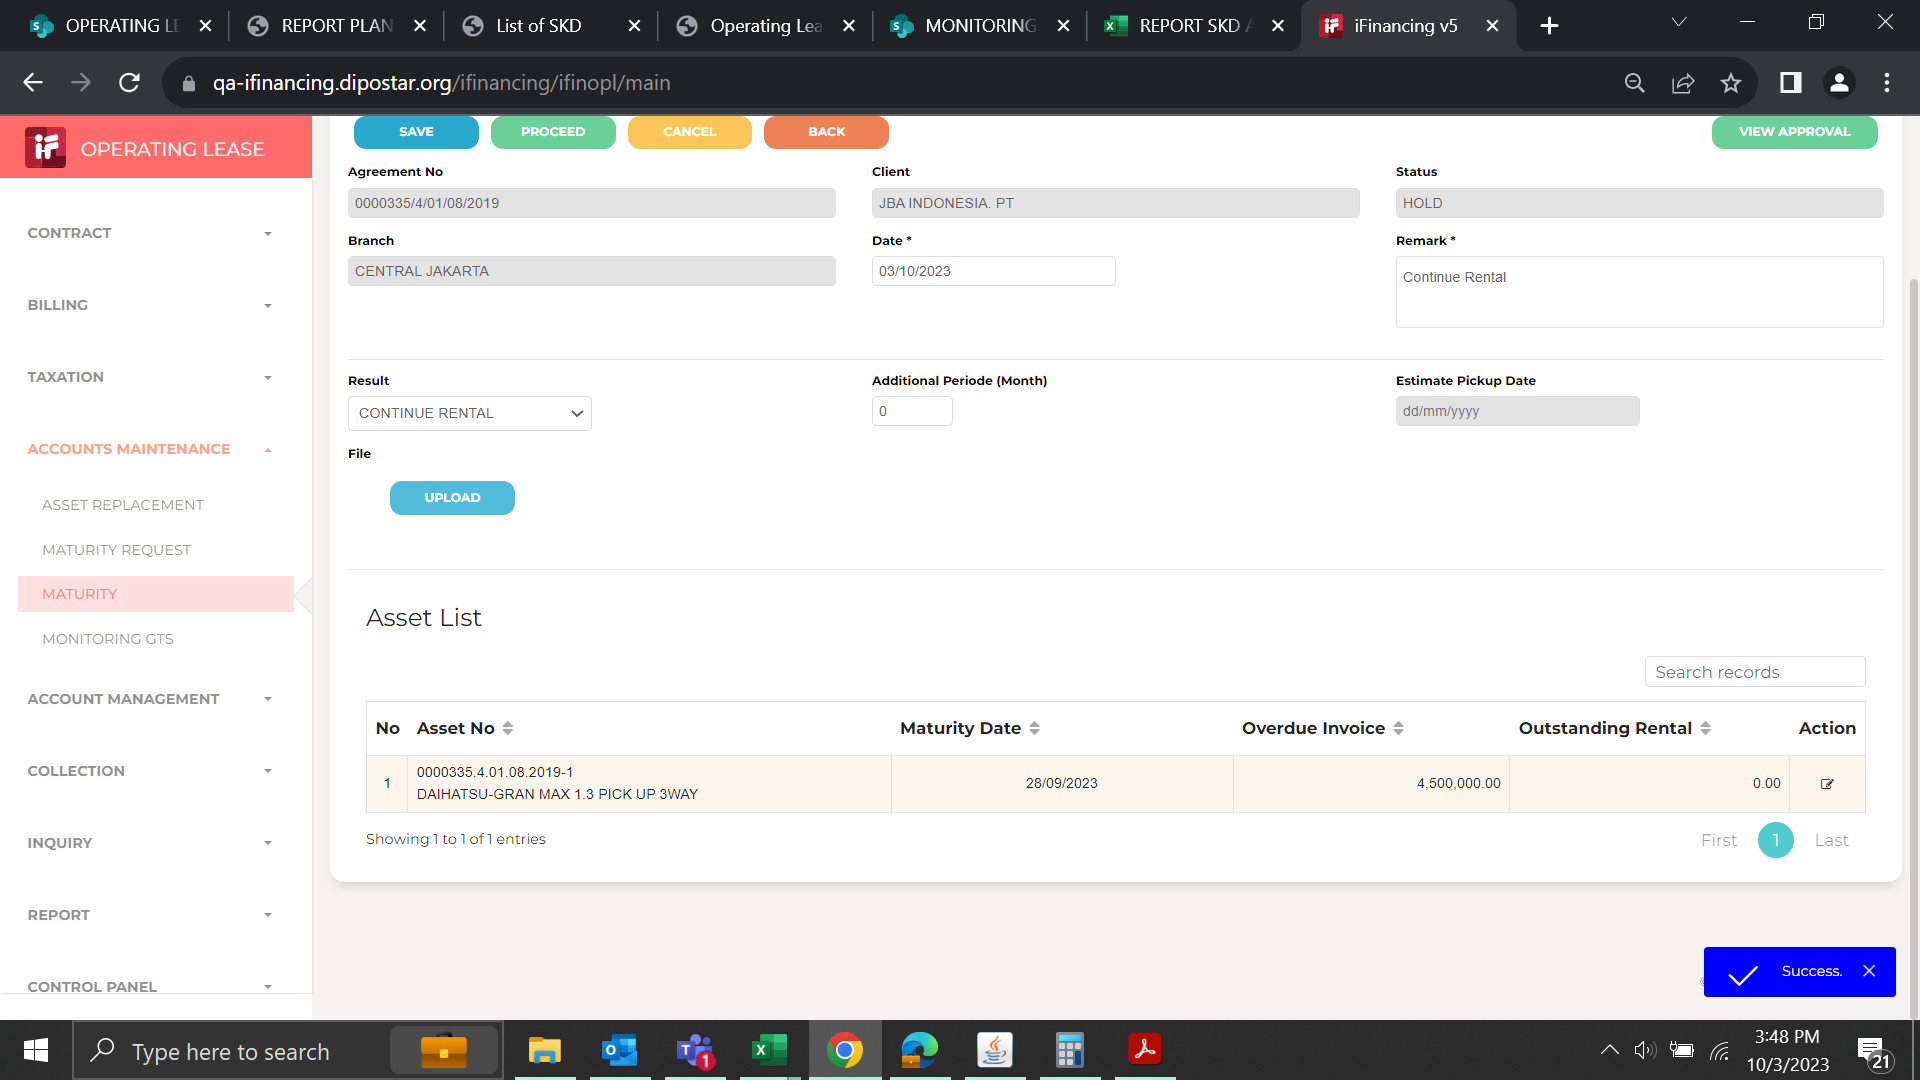 OPERATING LE
REPORT PLAN
List of SKD
Operating Lea
MONITORING
REPORT SKD A
iFinancing v5
qa-ifinancing.dipostar.org/ifinancing/ifinopl/main
iF
OPERATING LEASE
SAVE
PROCEED
CANCEL
BACK
VIEW APPROVAL
Agreement No
Client
Status
0000335/4/01/08/2019
JBA INDONESIA. PT
HOLD
Branch
Date *
Remark *
CENTRAL JAKARTA
03/10/2023
Continue Rental
Result
Additional Periode (Month)
Estimate Pickup Date
CONTINUE RENTAL
0
dd/mm/yyyy
File
UPLOAD
CONTRACT
BILLING
TAXATION
ACCOUNTS MAINTENANCE
ASSET REPLACEMENT
MATURITY REQUEST
MATURITY
MONITORING GTS
ACCOUNT MANAGEMENT
COLLECTION
INQUIRY
REPORT
CONTROL PANEL
Asset List
Search records
No Asset No Maturity Date Overdue Invoice Outstanding Rental Action
1 0000335.4.01.08.2019-1 28/09/2023 4,500,000.00 0.00
DAIHATSU-GRAN MAX 1.3 PICK UP 3WAY
Showing 1 to 1 of 1 entries
First 1 Last
Success.
Type here to search
1
3:48 PM
10/3/2023
21